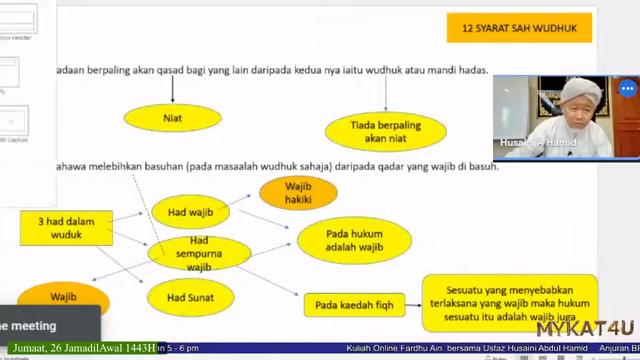 12 SYARAT SAH WUDHUK
adaan berpaling akan qasad bagi yang lain daripada kedua nya iaitu wudhuk atau mandi hadas.
Niat
Tiada berpaling
akan niat
Husaini A Hamid
ahawa melebihkan basuhan (pada masaalah wudhuk sahaja) daripada qadar yang wajib di basuh.
Wajib
hakiki
3 had dalam
wuduk
Had wajib
Pada hukum
adalah wajib
Had
sempurna
wajib
Wajib
Had Sunat
Pada kaedah fiqh
Sesuatu yang menyebabkan
terlaksana yang wajib maka hukum
sesuatu itu adalah wajib juga
MYKAT4U
ne meeting
Jumaat, 26 JamadilAwal 1443H
an 5 - 6 pm
Kuliah Online Fardhu Ain bersama Ustaz Husaini Abdul Hamid
Anjuran BI